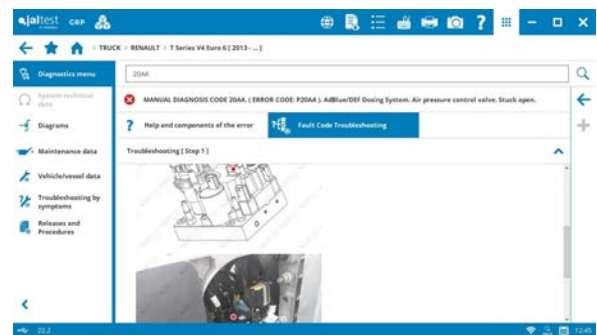 jaltest GRP
TRUCK > RENAULT > T Series V4 Euro 6 [ 2013 - ... ]
Diagnostics menu
20AA
System technical data
MANUAL DIAGNOSIS CODE 20AA. ( ERROR CODE: P20AA ). AdBlue/DEF Dosing System. Air pressure control valve. Stuck open.
Diagrams
Help and components of the error
Fault Code Troubleshooting
Maintenance data
Troubleshooting [ Step 1 ]
Vehicle/vessel data
Troubleshooting by symptoms
Releases and Procedures
22.2
12:45